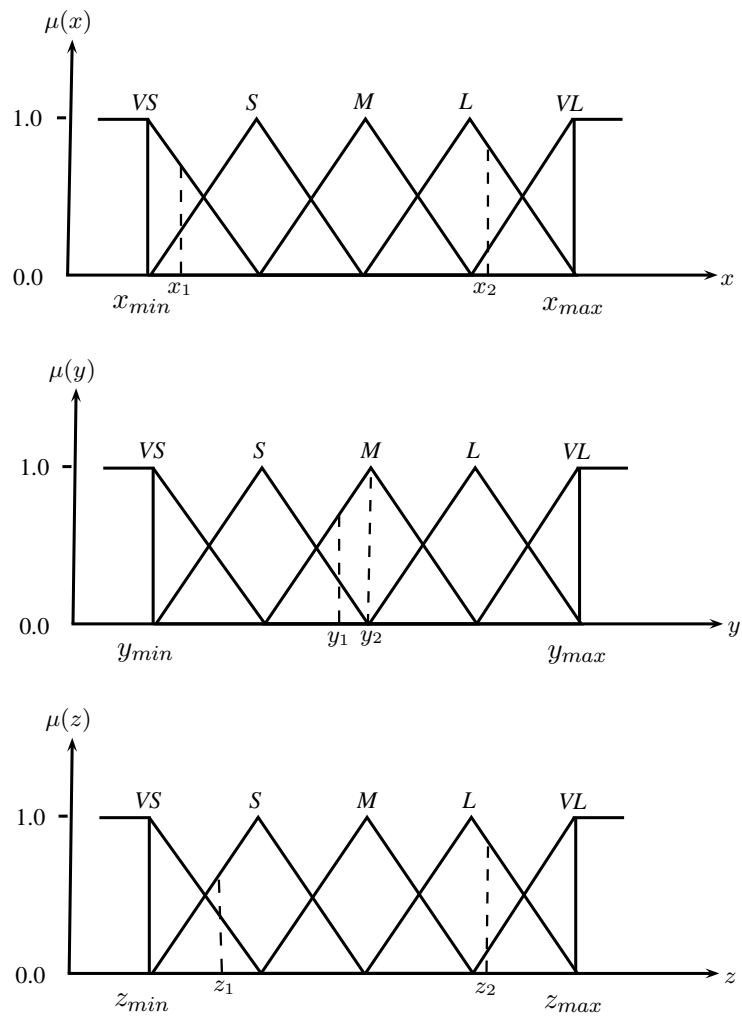 μ(x)
VS S M L VL
1.0
0.0
x₁ x₂ x
x_min x_max
μ(y)
VS S M L VL
1.0
0.0
y₁ y₂ y
y_min y_max
μ(z)
VS S M L VL
1.0
0.0
z₁ z₂ z
z_min z_max